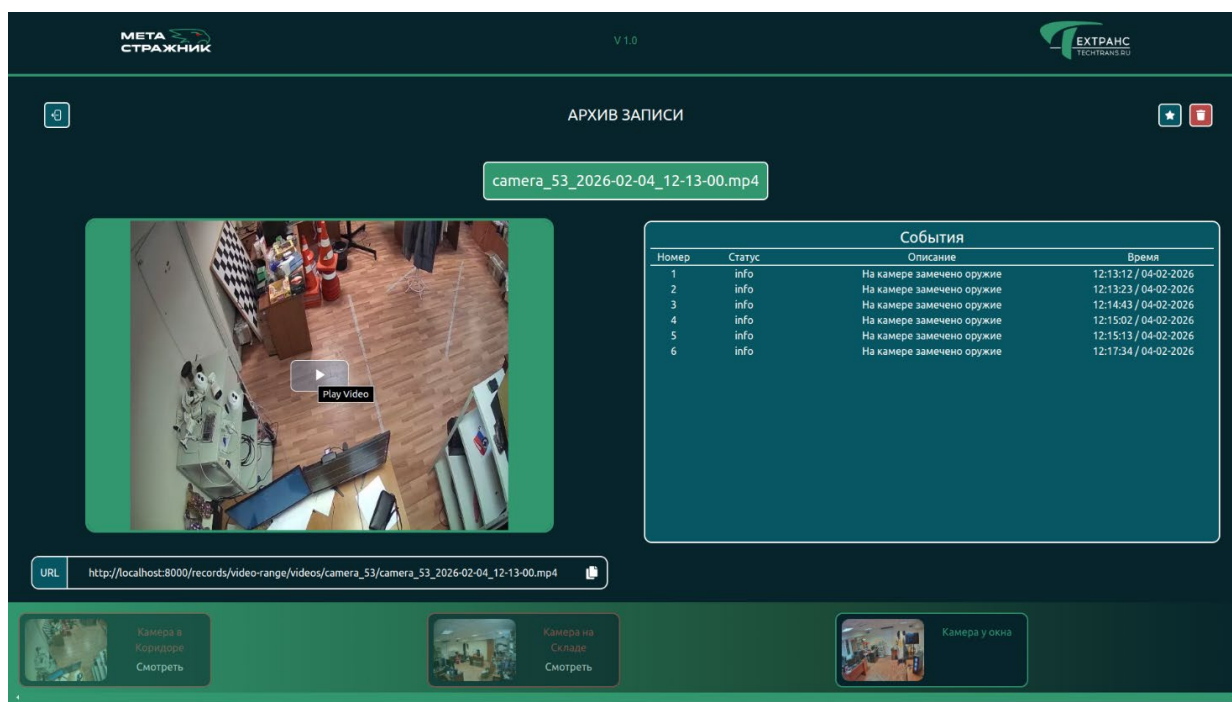 МЕТА
СТРАЖНИК
V 1.0
ЕХТРАНС
TECHTRANS.RU
АРХИВ ЗАПИСИ
camera_53_2026-02-04_12-13-00.mp4
Play Video
События
Номер Статус Описание Время
1 info На камере замечено оружие 12:13:12 / 04-02-2026
2 info На камере замечено оружие 12:13:23 / 04-02-2026
3 info На камере замечено оружие 12:14:43 / 04-02-2026
4 info На камере замечено оружие 12:15:02 / 04-02-2026
5 info На камере замечено оружие 12:15:13 / 04-02-2026
6 info На камере замечено оружие 12:17:34 / 04-02-2026
URL http://localhost:8000/records/video-range/videos/camera_53/camera_53_2026-02-04_12-13-00.mp4
Камера в
Коридоре
Смотреть
Камера на
Складе
Смотреть
Камера у окна